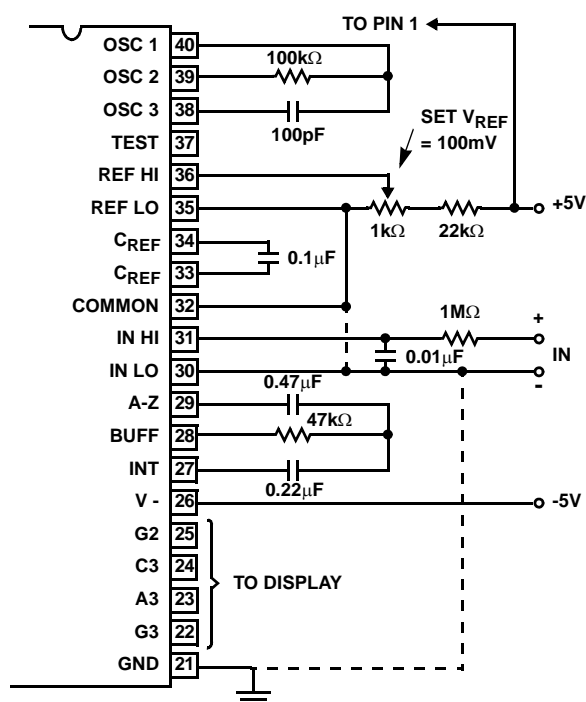 TO PIN 1
OSC 1 40
100kΩ
OSC 2 39
OSC 3 38
100pF
SET VREF
= 100mV
TEST 37
REF HI 36
REF LO 35
1kΩ 22kΩ +5V
CREF 34
0.1µF
CREF 33
COMMON 32
1MΩ
IN HI 31 +
0.01µF IN
IN LO 30 -
0.47µF
A-Z 29
47kΩ
BUFF 28
INT 27
0.22µF
V - 26 -5V
G2 25
C3 24
TO DISPLAY
A3 23
G3 22
GND 21